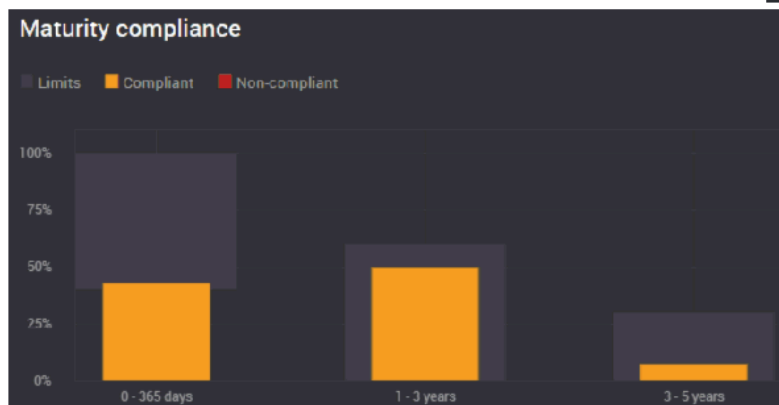 Maturity compliance
Limits Compliant Non-compliant
100%
75%
50%
25%
0%
0 - 365 days 1 - 3 years 3 - 5 years